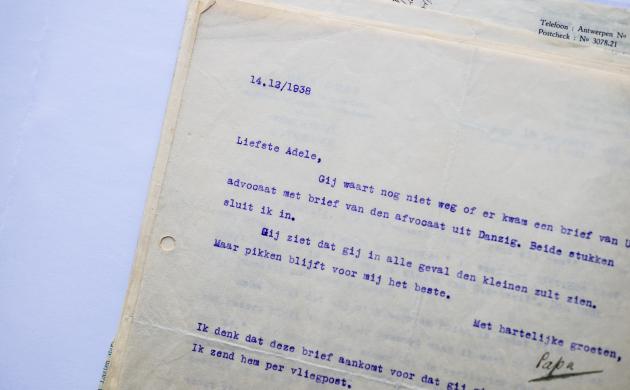 Telefoon : Antwerpen No
Postcheck : No 3078.21
14.12/1938
Liefste Adele,
Gij waart nog niet weg of er kwam een brief van U
advocaat met brief van den afvocaat uit Danzig. Beide stukken
sluit ik in.
Gij ziet dat gij in alle geval den kleinen zult zien.
Maar pikken blijft voor mij het beste.
Met hartelijke groeten,
Papa
Ik denk dat deze brief aankomt voor dat gij
Ik zend hem per vliegpost.